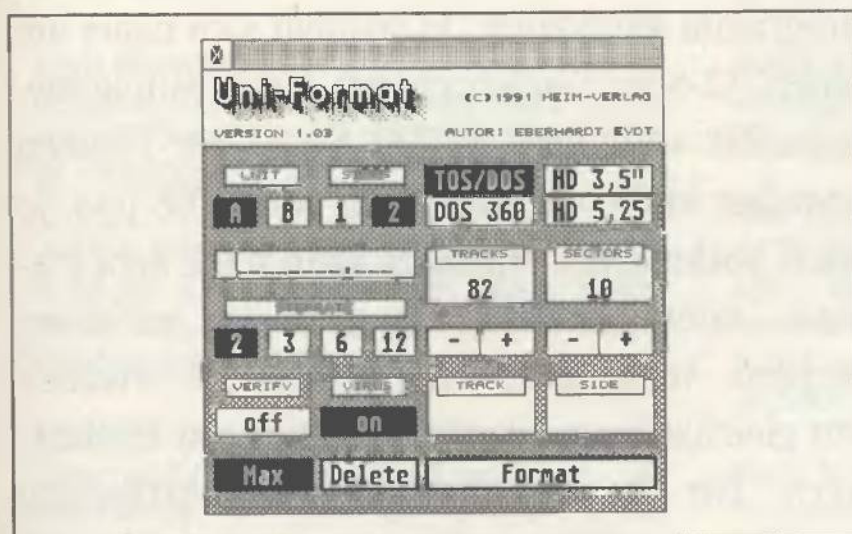 Uni-Format
(C)1991 HEIM-VERLAG
VERSION 1.03
AUTOR: EBERHARDT EVDT
UNIT SIDES TOS/DOS HD 3,5"
A B 1 2 DOS 360 HD 5,25
TRACKS SECTORS
82 10
STEPRATE
2 3 6 12 - + - +
VERIFY VIRUS TRACK SIDE
off on
Max Delete Format